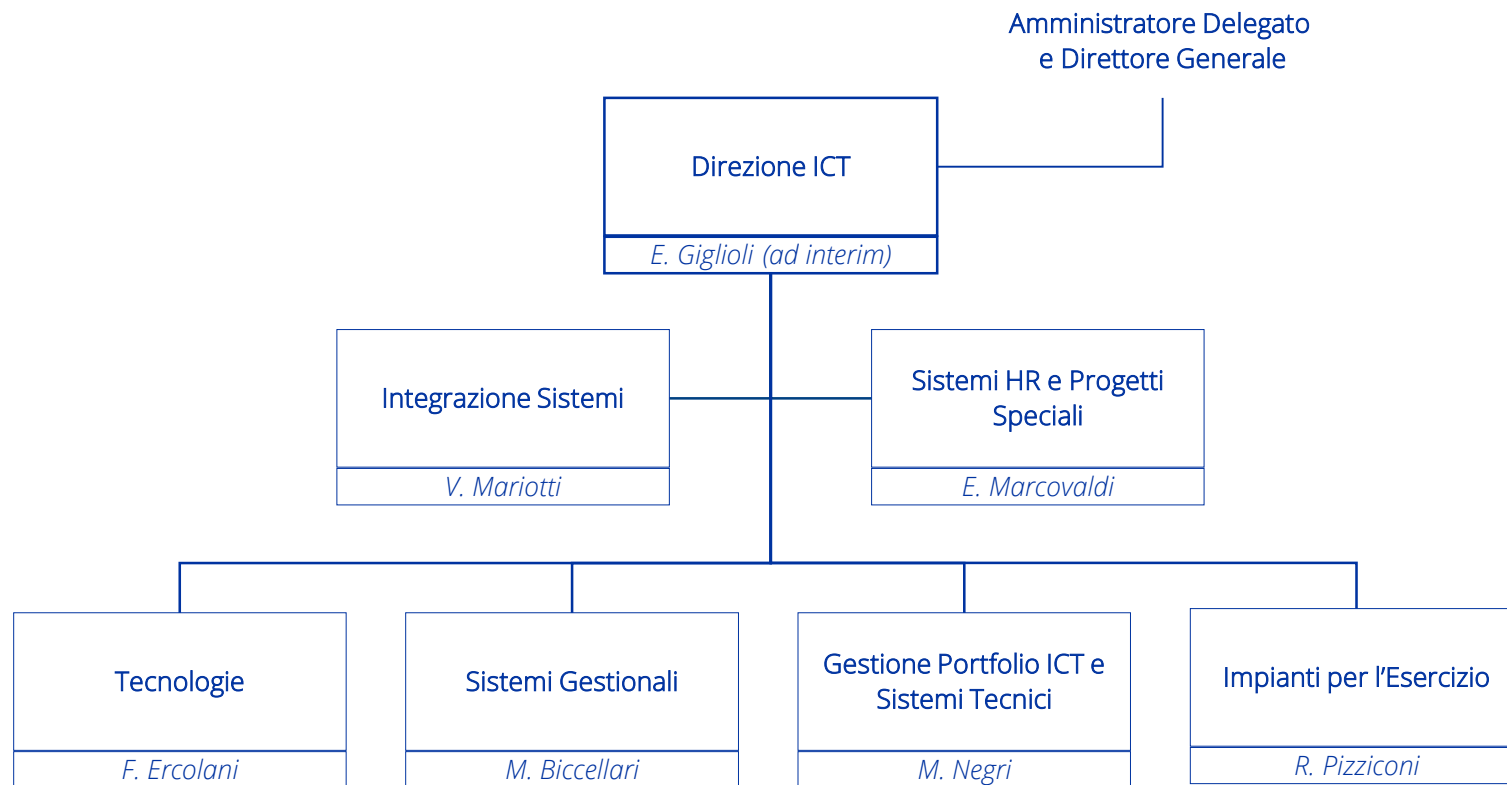 Amministratore Delegato
e Direttore Generale
Direzione ICT
E. Giglioli (ad interim)
Integrazione Sistemi
V. Mariotti
Sistemi HR e Progetti
Speciali
E. Marcovaldi
Tecnologie
F. Ercolani
Sistemi Gestionali
M. Biccellari
Gestione Portfolio ICT e
Sistemi Tecnici
M. Negri
Impianti per l’Esercizio
R. Pizziconi